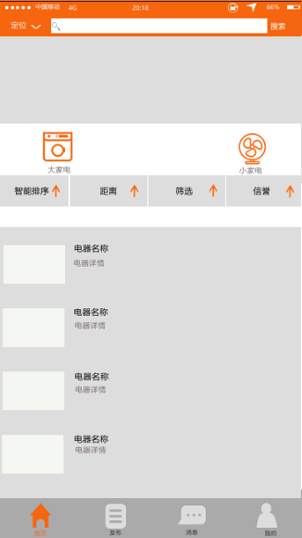 中国移动 4G 20:18 66%
定位 搜索
大家电 小家电
智能排序 距离 筛选 信誉
电器名称
电器详情
电器名称
电器详情
电器名称
电器详情
电器名称
电器详情
首页 发布 消息 我的